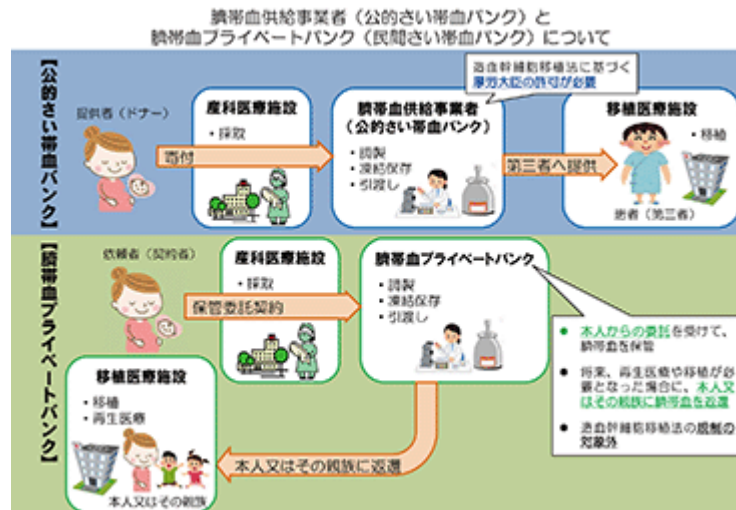 臍帯血供給事業者（公的さい帯血バンク）と
臍帯血プライベートバンク（民間さい帯血バンク）について
【公的さい帯血バンク】
提供者（ドナー）
寄付
産科医療施設
・採取
臍帯血供給事業者
（公的さい帯血バンク）
・調製
・凍結保存
・引渡し
造血幹細胞移植法に基づく
厚労大臣の許可が必要
第三者へ提供
移植医療施設
・移植
患者（第三者）
【臍帯血プライベートバンク】
依頼者（契約者）
保管委託契約
産科医療施設
・採取
臍帯血プライベートバンク
・調製
・凍結保存
・引渡し
● 本人からの委託を受けて、
臍帯血を保管
● 将来、再生医療や移植が必
要となった場合に、本人又
はその親族に臍帯血を返還
● 造血幹細胞移植法の規制の
対象外
本人又はその親族に返還
移植医療施設
・移植
・再生医療
本人又はその親族